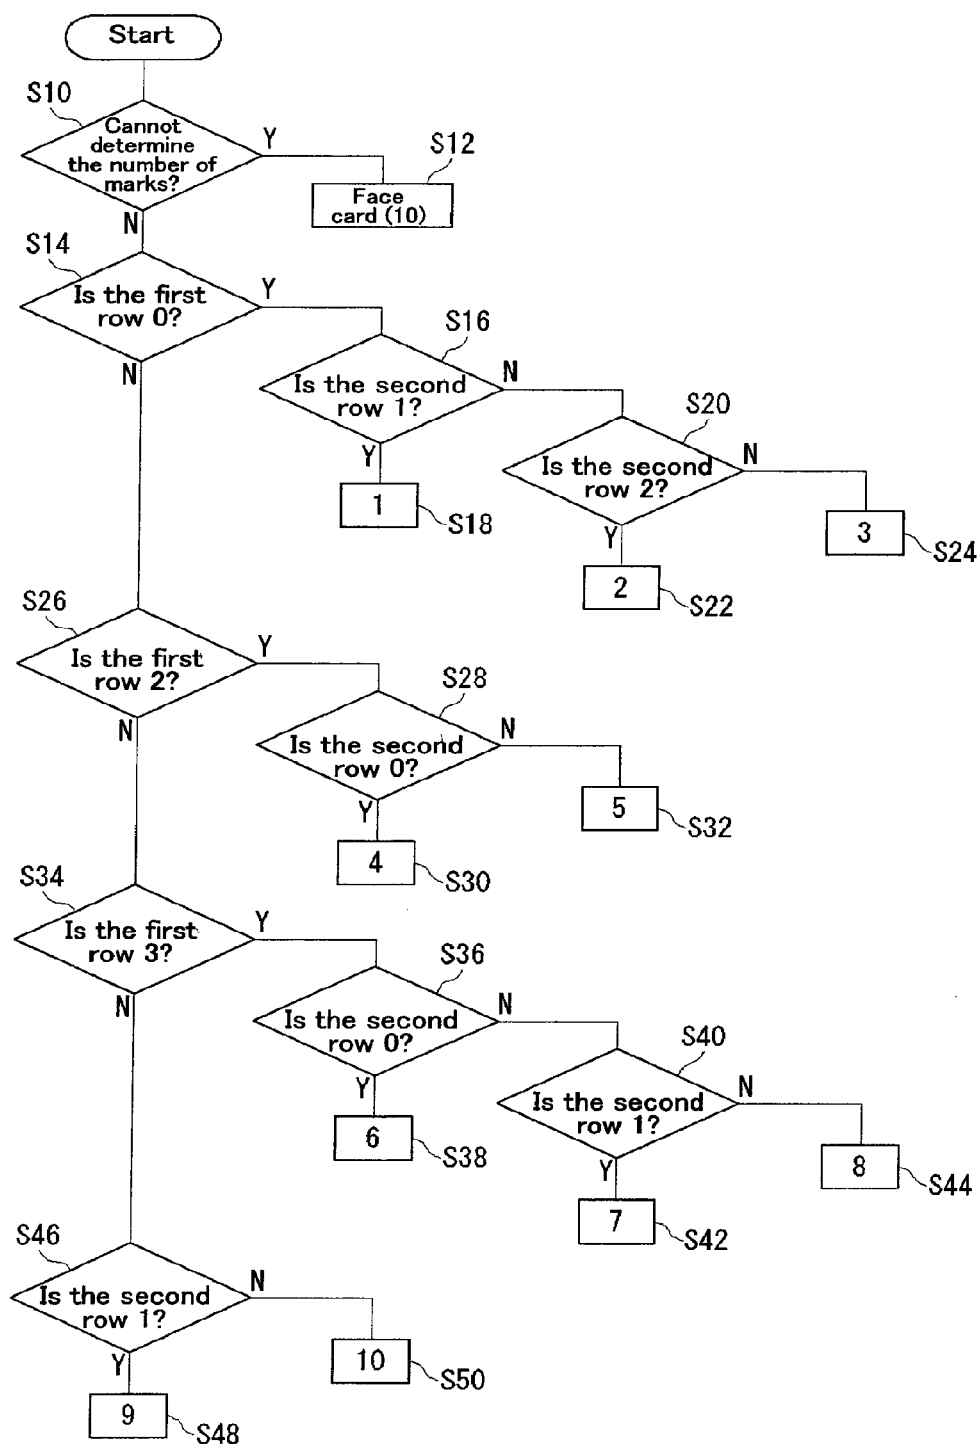 Start
S10
Cannot
determine
the number of
marks?
Y
S12
Face
card (10)
N
S14
Is the first
row 0?
Y
S16
N
Is the second
row 1?
N
S20
Y
Is the second
row 2?
N
1
S18
3
S24
Y
2
S22
S26
Is the first
row 2?
Y
S28
N
Is the second
row 0?
N
Y
5
S32
4
S30
S34
Is the first
row 3?
Y
S36
N
Is the second
row 0?
N
S40
Y
Is the second
row 1?
N
6
S38
8
S44
Y
7
S42
S46
Is the second
row 1?
N
Y
10
S50
9
S48